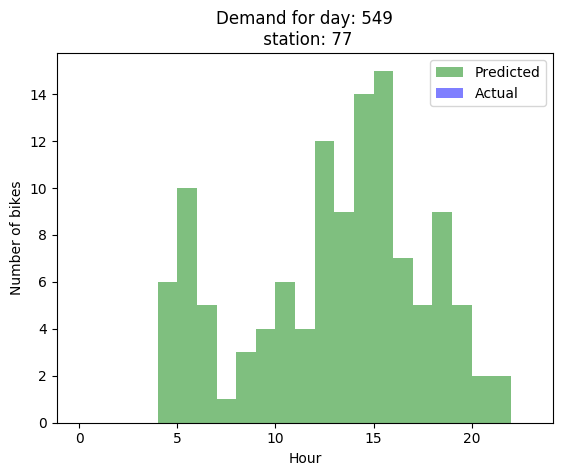 Demand for day: 549
station: 77
Predicted
Actual
Number of bikes
14
12
10
8
6
4
2
0
0 5 10 15 20
Hour